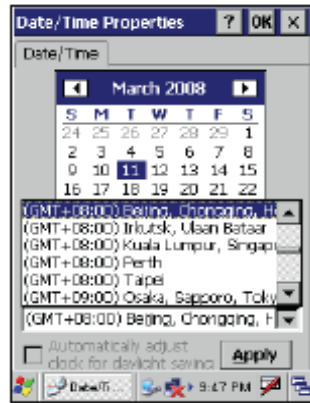 Date/Time Properties ? OK ×
Date/Time
March 2008
S M T W T F S
24 25 26 27 28 29 1
2 3 4 5 6 7 8
9 10 11 12 13 14 15
16 17 18 19 20 21 22
(GMT+08:00) Beijing, Chongqing, H
(GMT+08:00) Irkutsk, Ulaan Bataar
(GMT+08:00) Kuala Lumpur, Singap
(GMT+08:00) Perth
(GMT+08:00) Taipei
(GMT+09:00) Osaka, Sapporo, Toky
(GMT+08:00) Beijing, Chongqing, H
Automatically adjust
clock for daylight saving
Apply
Date/Ti... 9:47 PM